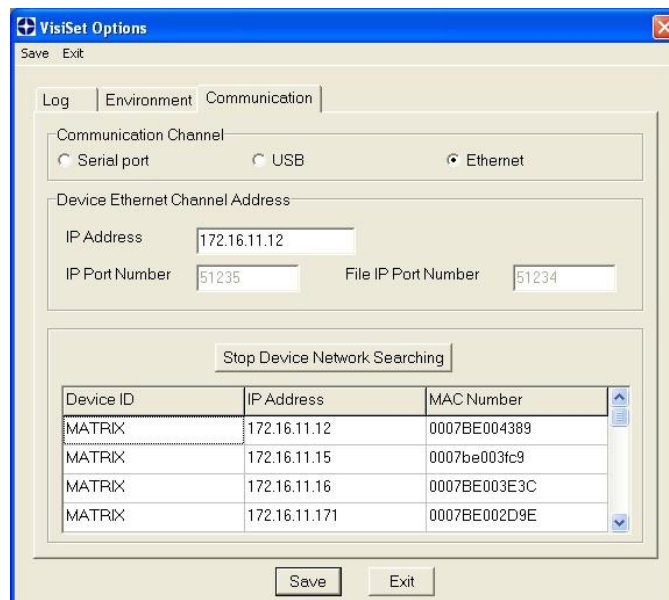 VisiSet Options
Save Exit
Log Environment Communication
Communication Channel
Serial port USB Ethernet
Device Ethernet Channel Address
IP Address 172.16.11.12
IP Port Number 51235 File IP Port Number 51234
Stop Device Network Searching
Device ID IP Address MAC Number
MATRIX 172.16.11.12 0007BE004389
MATRIX 172.16.11.15 0007be003fc9
MATRIX 172.16.11.16 0007BE003E3C
MATRIX 172.16.11.171 0007BE002D9E
Save Exit